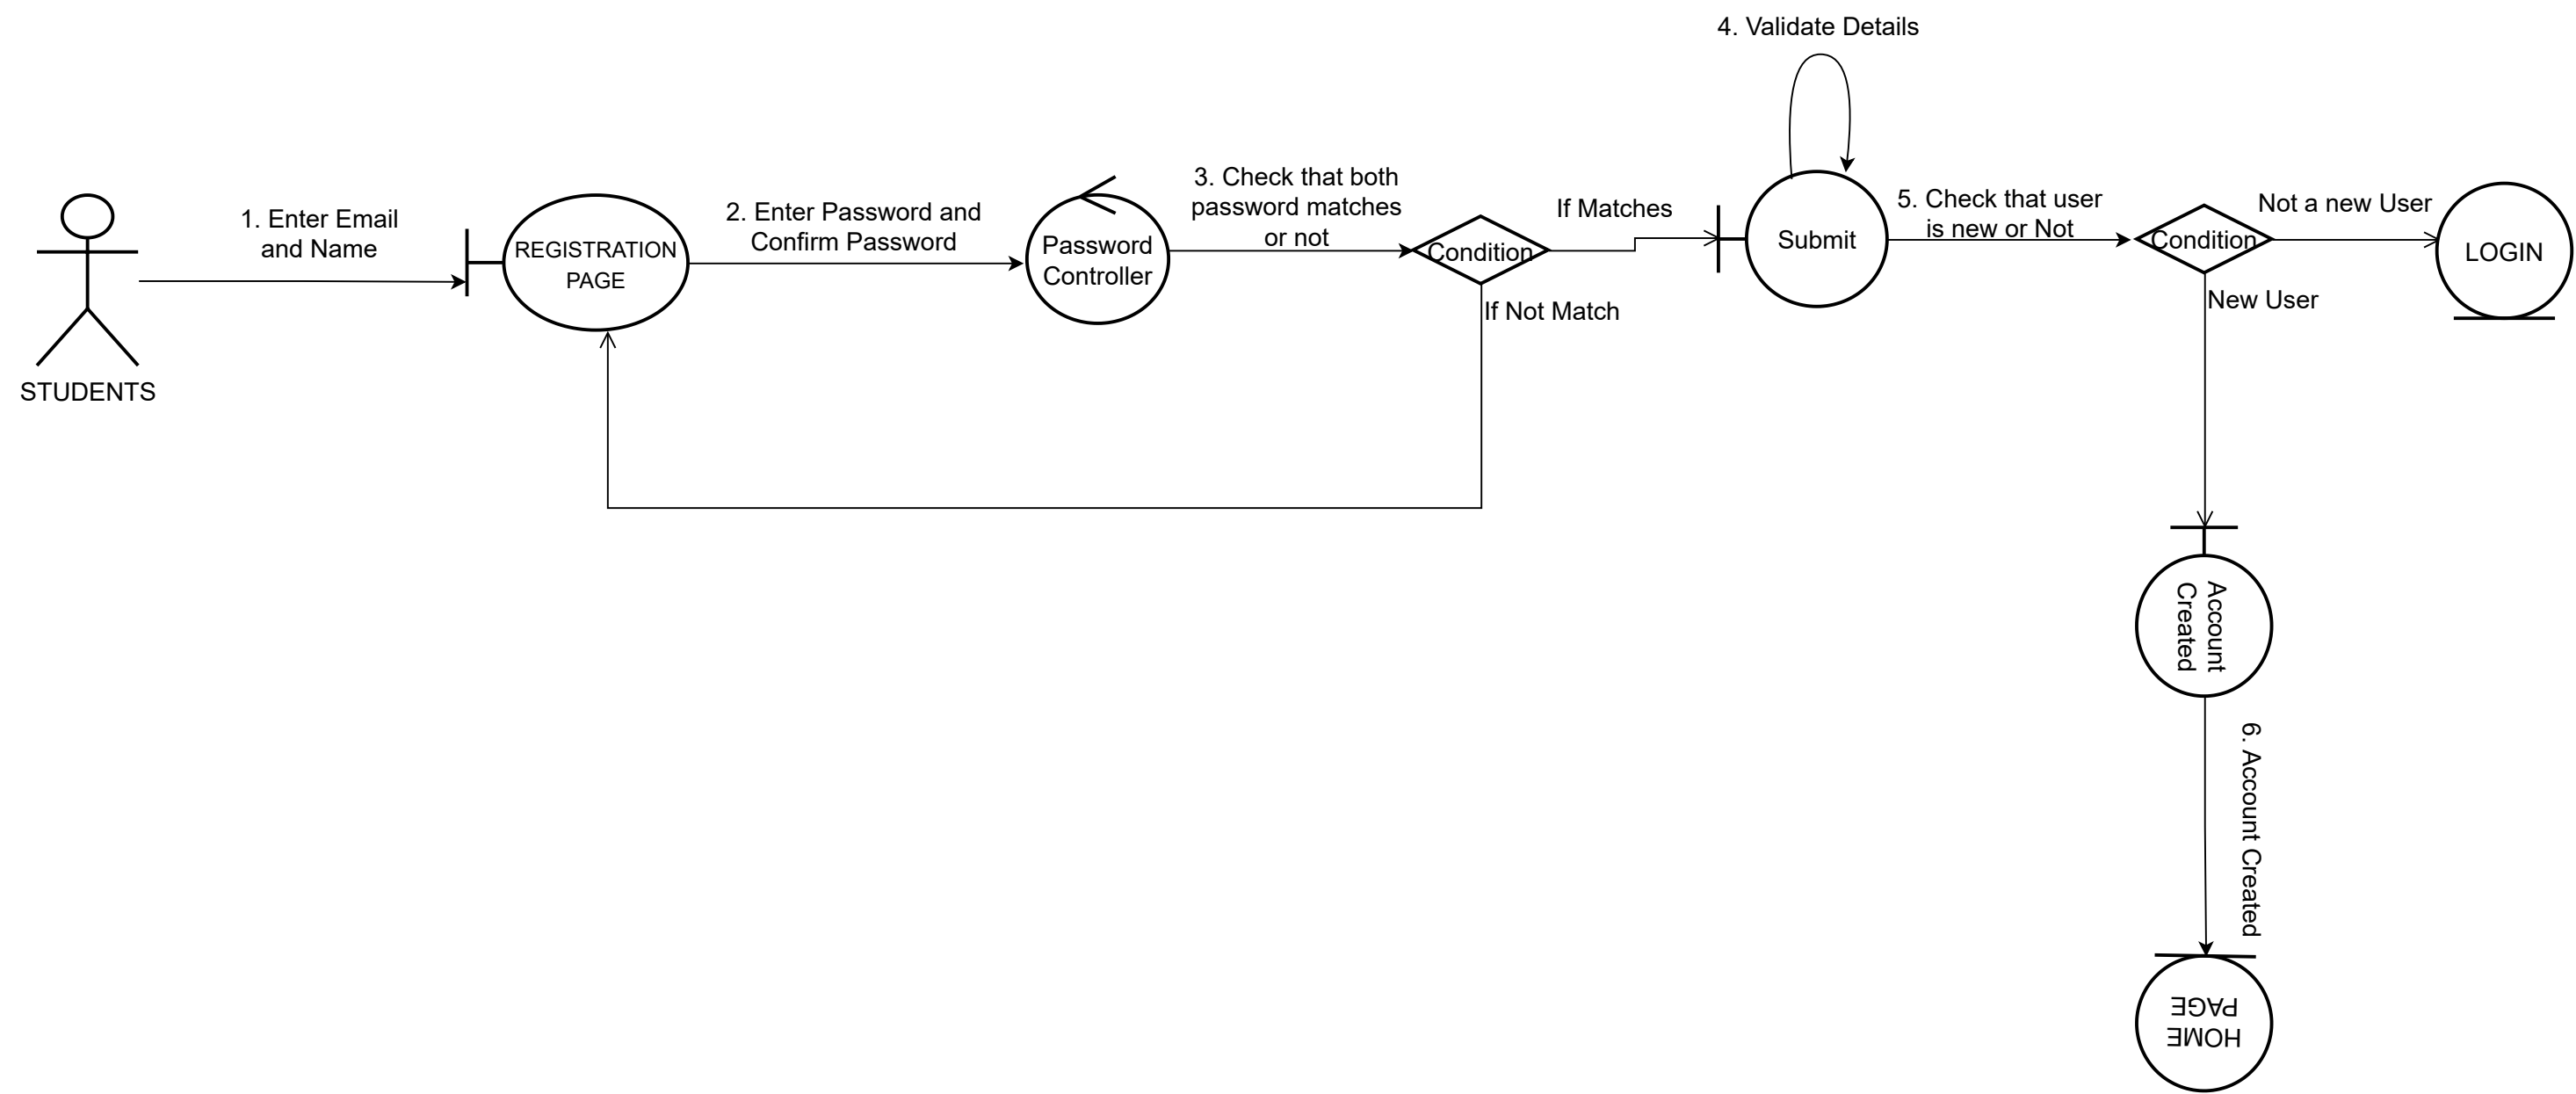 4. Validate Details
STUDENTS
1. Enter Email
and Name
REGISTRATION
PAGE
2. Enter Password and
Confirm Password
Password
Controller
3. Check that both
password matches
or not
Condition
If Matches
If Not Match
Submit
5. Check that user
is new or Not
Condition
Not a new User
New User
LOGIN
Account
Created
6. Account Created
HOME
PAGE